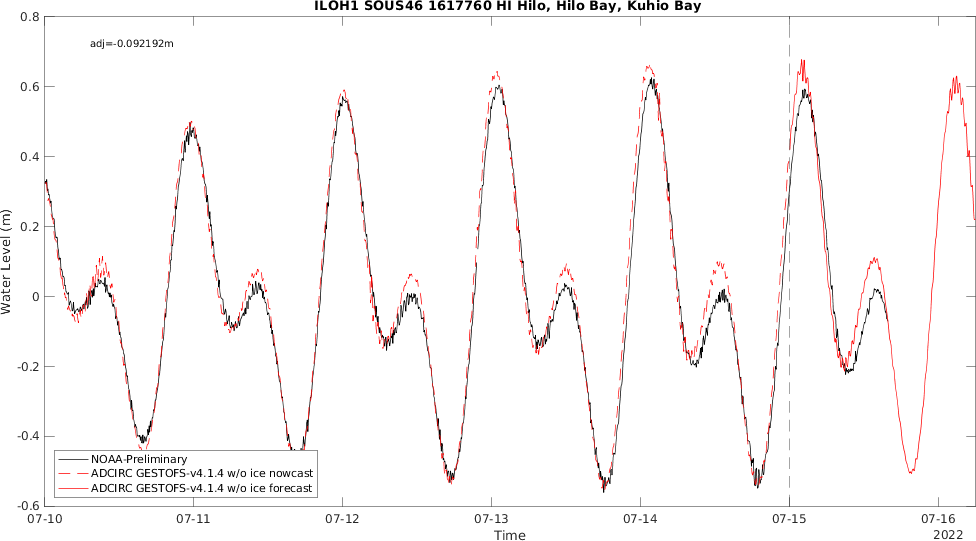 ILOH1 SOUS46 1617760 HI Hilo, Hilo Bay, Kuhio Bay
adj=-0.092192m
0.8
0.6
0.4
0.2
0
-0.2
-0.4
-0.6
Water Level (m)
NOAA-Preliminary
ADCIRC GESTOFS-v4.1.4 w/o ice nowcast
ADCIRC GESTOFS-v4.1.4 w/o ice forecast
07-10 07-11 07-12 07-13 07-14 07-15 07-16
Time
2022